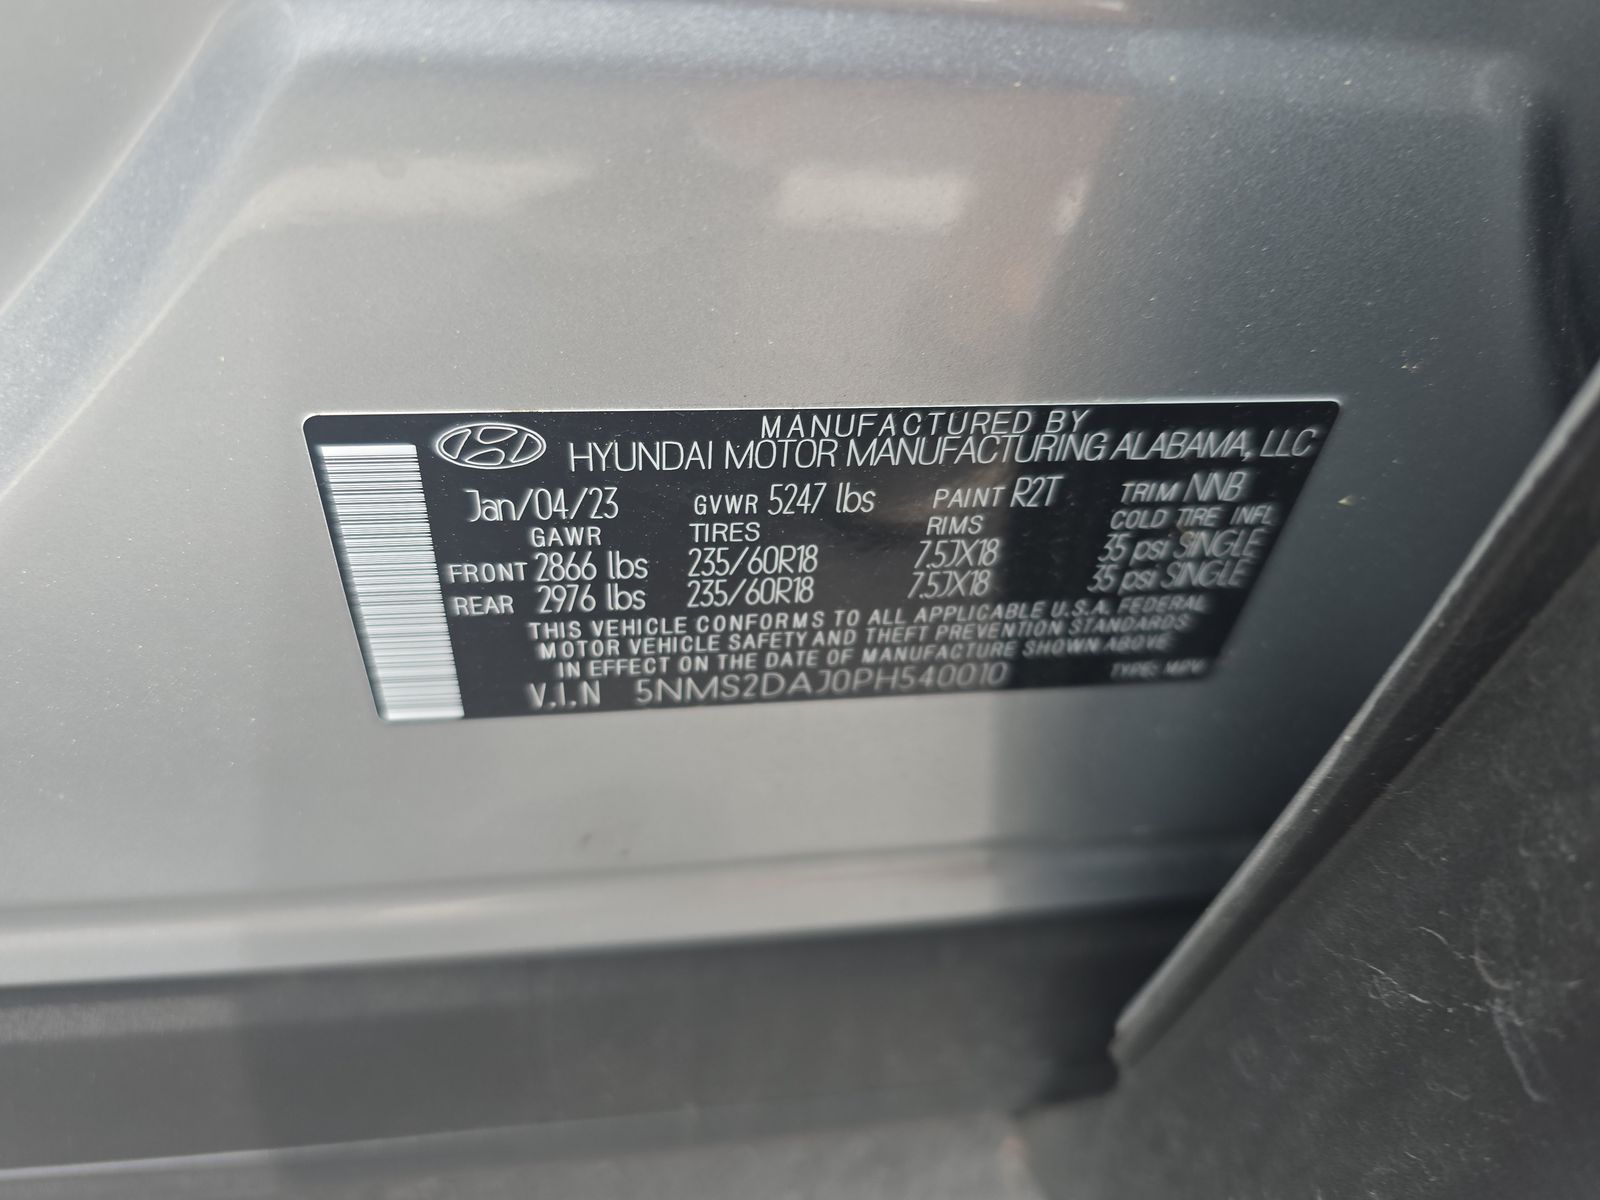 MANUFACTURED BY
HYUNDAI MOTOR MANUFACTURING ALABAMA, LLC
Jan/04/23 GVWR 5247 lbs PAINT R2T TRIM NNB
GAWR TIRES RIMS COLD TIRE INFL
FRONT 2866 lbs 235/60R18 7.5JX18 35 psi SINGLE
REAR 2976 lbs 235/60R18 7.5JX18 35 psi SINGLE
THIS VEHICLE CONFORMS TO ALL APPLICABLE U.S.A. FEDERAL
MOTOR VEHICLE SAFETY AND THEFT PREVENTION STANDARDS
IN EFFECT ON THE DATE OF MANUFACTURE SHOWN ABOVE
V.I.N 5NMS2DAJ0PH540010 TYPE: MPV